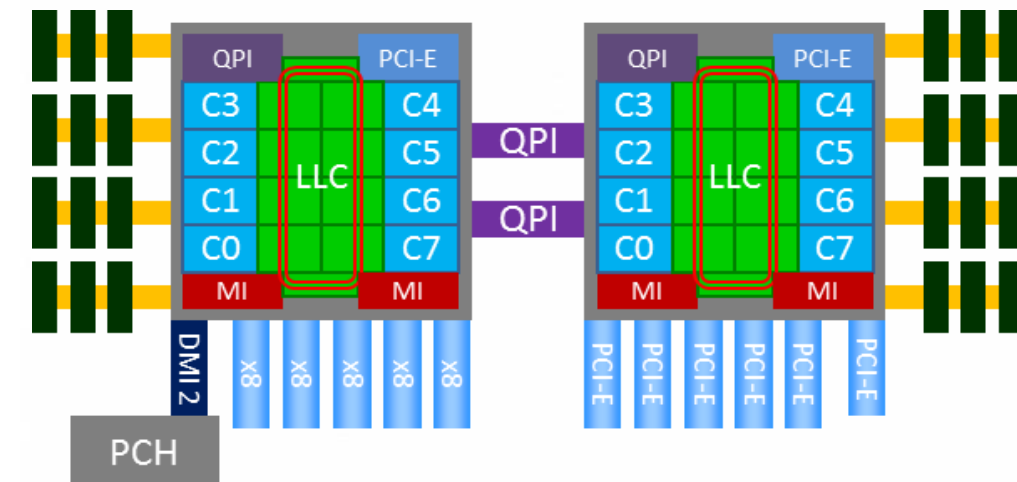 QPI PCI-E
C3 C4
C2 C5
LLC
C1 C6
C0 C7
MI MI
QPI
QPI
QPI PCI-E
C3 C4
C2 C5
LLC
C1 C6
C0 C7
MI MI
DMI 2
x8
x8
x8
x8
x8
PCI-E
PCI-E
PCI-E
PCI-E
PCI-E
PCI-E
PCH